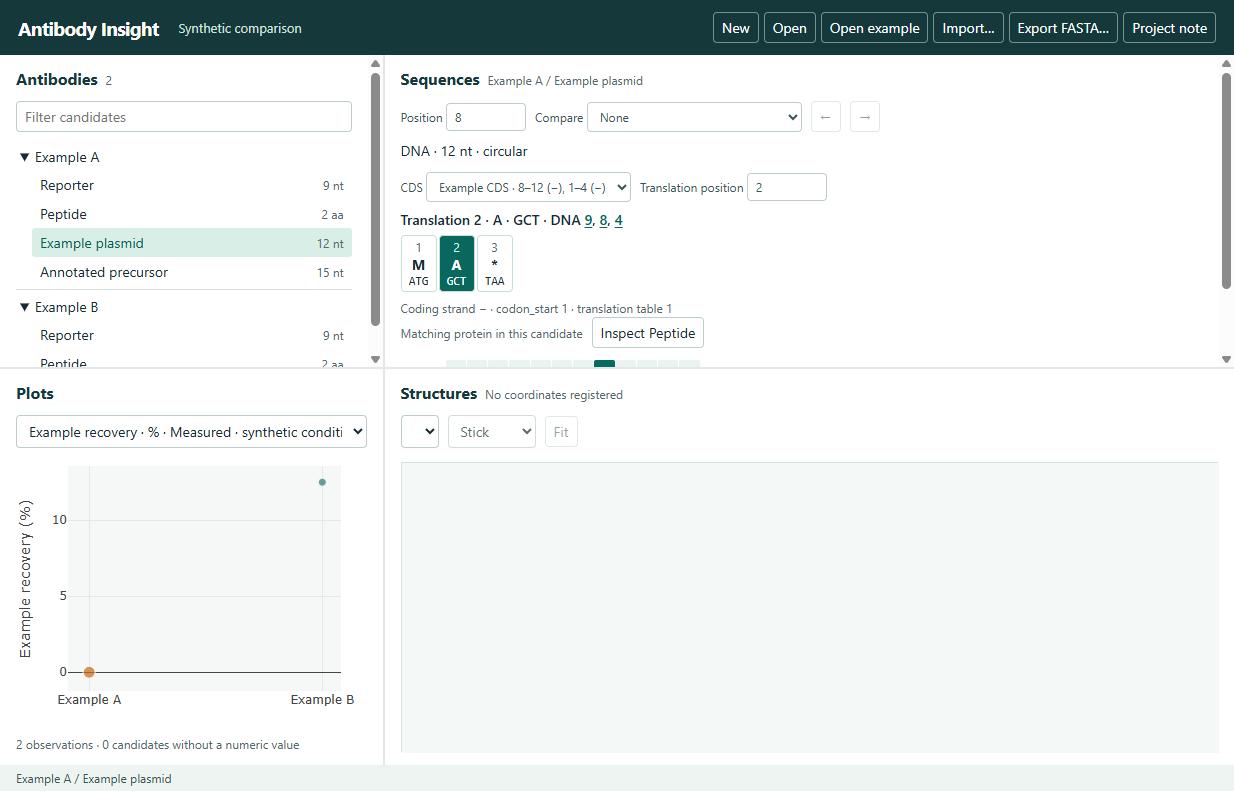 Antibody Insight Synthetic comparison New Open Open example Import... Export FASTA... Project note
Antibodies 2
Filter candidates
▼ Example A
Reporter 9 nt
Peptide 2 aa
Example plasmid 12 nt
Annotated precursor 15 nt
▼ Example B
Reporter 9 nt
Peptide 2 aa
Sequences Example A / Example plasmid
Position 8 Compare None ← →
DNA · 12 nt · circular
CDS Example CDS · 8–12 (−), 1–4 (−) Translation position 2
Translation 2 · A · GCT · DNA 9, 8, 4
1 2 3
M A *
ATG GCT TAA
Coding strand − · codon_start 1 · translation table 1
Matching protein in this candidate Inspect Peptide
Plots
Example recovery · % · Measured · synthetic conditi
Example recovery (%)
10
5
0
Example A Example B
2 observations · 0 candidates without a numeric value
Structures No coordinates registered
Stick Fit
Example A / Example plasmid